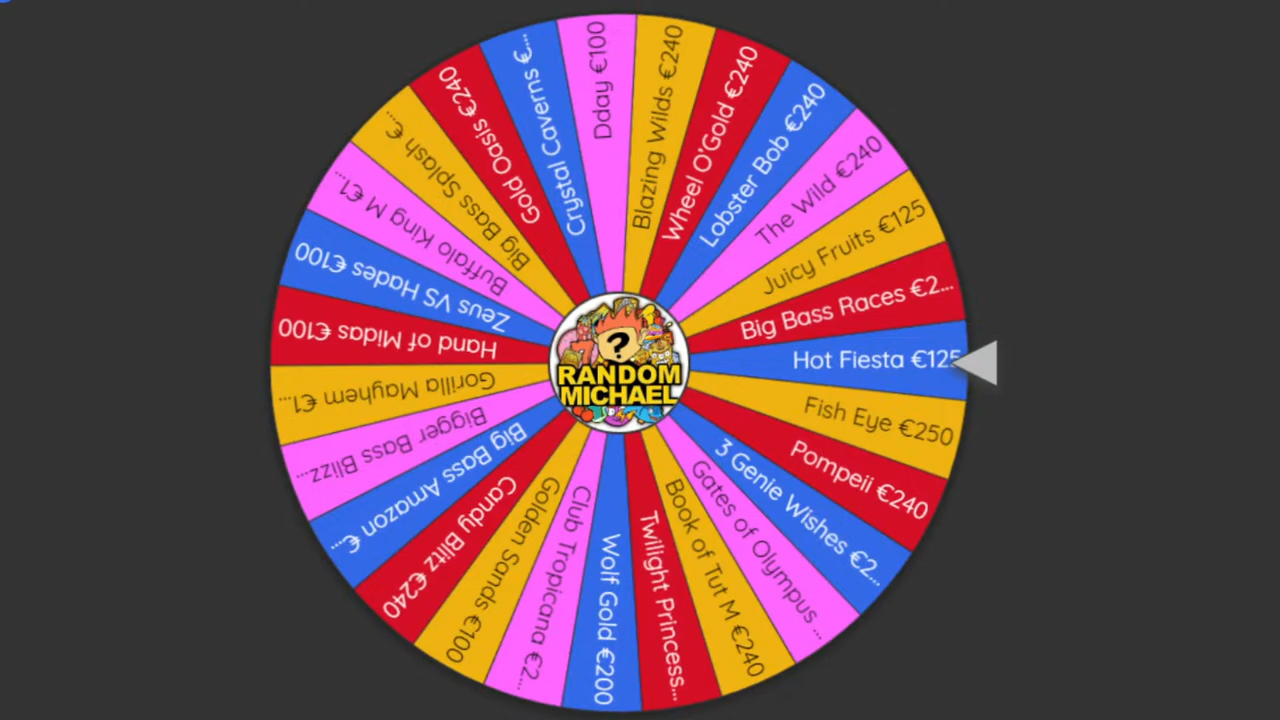 Dday €100
Blazing Wilds €240
Wheel O'Gold €240
Lobster Bob €240
The Wild €240
Juicy Fruits €125
Big Bass Races €2...
Hot Fiesta €125
Fish Eye €250
Pompeii €240
3 Genie Wishes €2...
Gates of Olympus ...
Book of Tut M €240
Twilight Princess...
Wolf Gold €200
Club Tropicana €2...
Golden Sands €100
Candy Blitz €240
Big Bass Amazon €...
Bigger Bass Blizz...
Gorilla Mayhem €1...
Hand of Midas €100
Zeus VS Hades €100
Buffalo King M €1...
Big Bass Splash €...
Gold Oasis €240
Crystal Caverns €...
?
RANDOM
MICHAEL